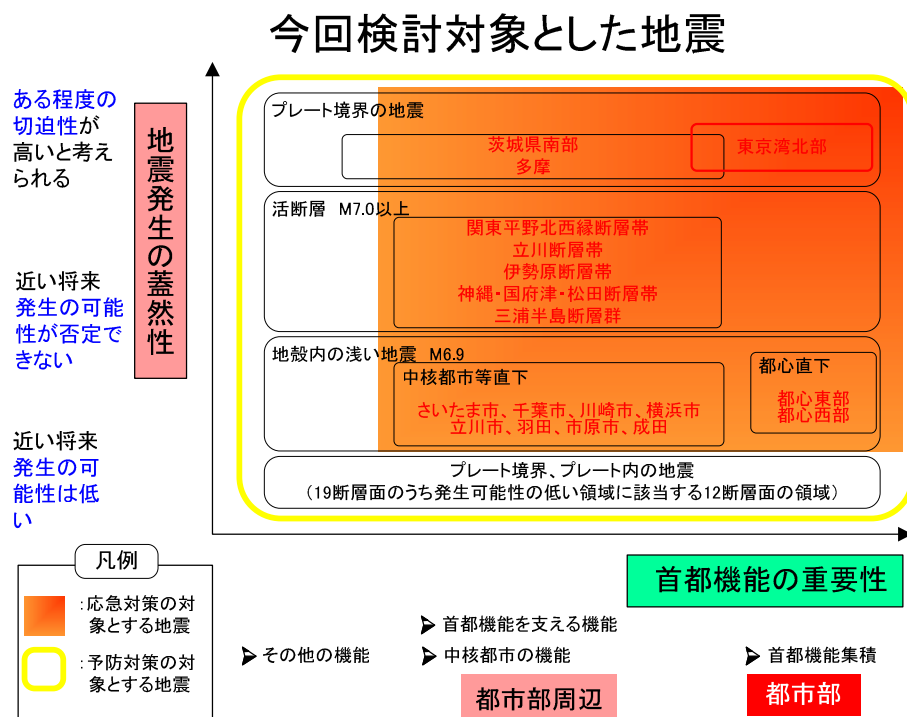 今回検討対象とした地震
ある程度の
切迫性が
高いと考え
られる
近い将来
発生の可能
性が否定で
きない
近い将来
発生の可
能性は低
い
地震発生の蓋然性
プレート境界の地震
茨城県南部
多摩
東京湾北部
活断層 M7.0以上
関東平野北西縁断層帯
立川断層帯
伊勢原断層帯
神縄・国府津・松田断層帯
三浦半島断層群
地殻内の浅い地震 M6.9
中核都市等直下
さいたま市、千葉市、川崎市、横浜市
立川市、羽田、市原市、成田
都心直下
都心東部
都心西部
プレート境界、プレート内の地震
(19断層面のうち発生可能性の低い領域に該当する12断層面の領域)
首都機能の重要性
凡例
:応急対策の対
象とする地震
:予防対策の対
象とする地震
➤その他の機能
➤首都機能を支える機能
➤中核都市の機能
➤首都機能集積
都市部周辺
都市部